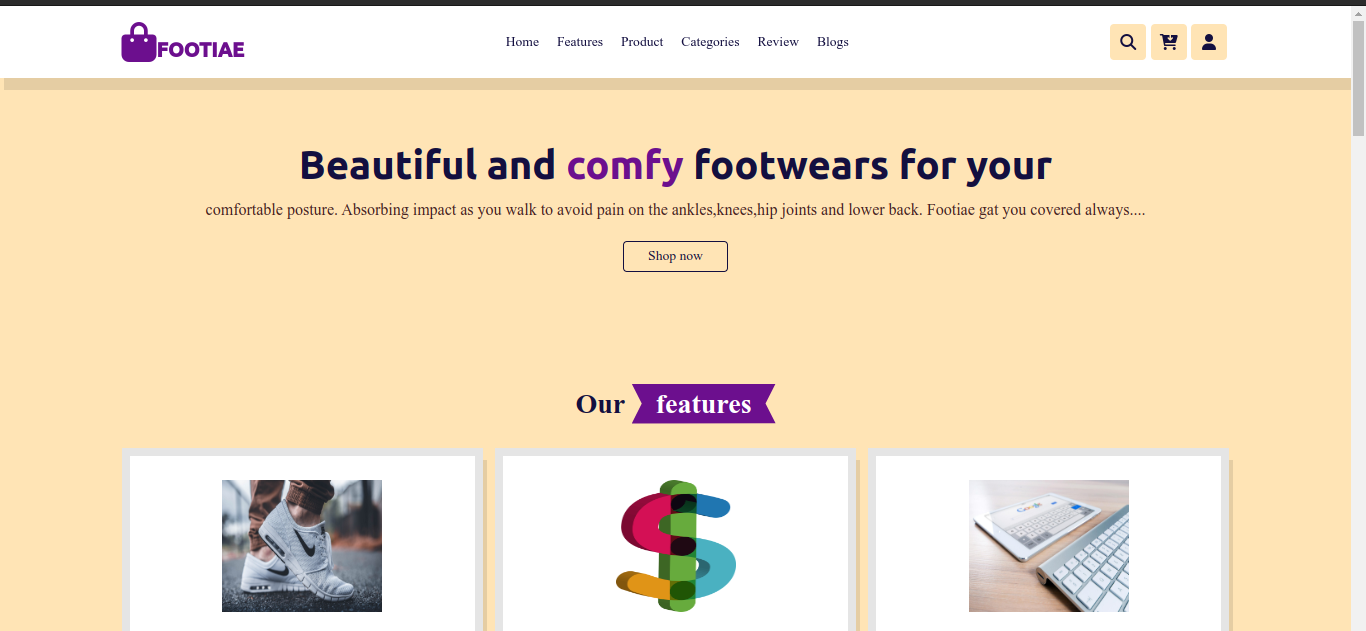 FOOTIAE
Home Features Product Categories Review Blogs
Beautiful and comfy footwears for your
comfortable posture. Absorbing impact as you walk to avoid pain on the ankles,knees,hip joints and lower back. Footiae gat you covered always....
Shop now
Our features
Google